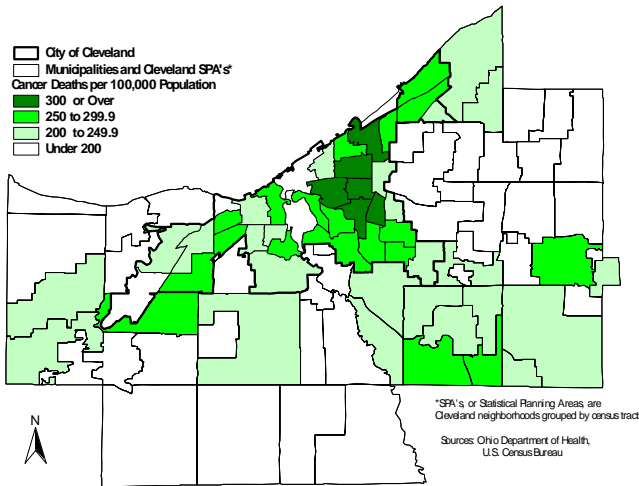 City of Cleveland
Municipalities and Cleveland SPA's*
Cancer Deaths per 100,000 Population
300 or Over
250 to 299.9
200 to 249.9
Under 200
N
*SPA's, or Statistical Planning Areas, are
Cleveland neighborhoods grouped by census tract
Sources: Ohio Department of Health,
U.S. Census Bureau